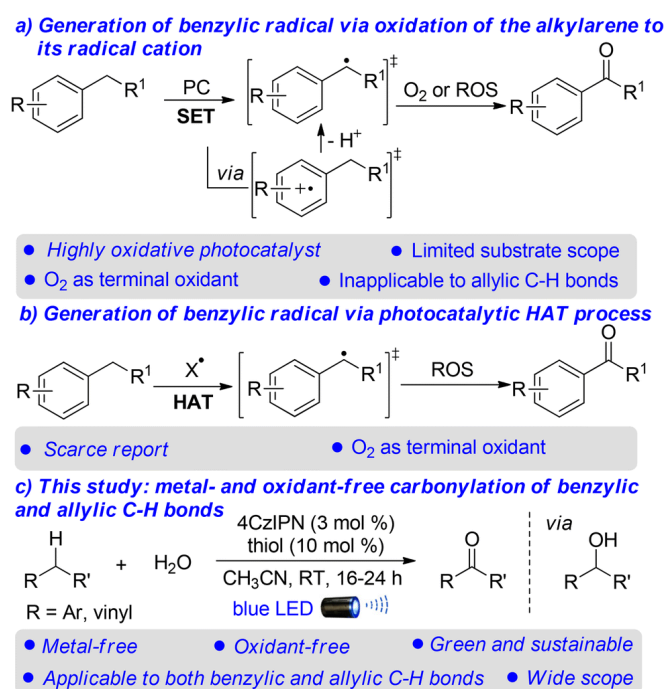 a) Generation of benzylic radical via oxidation of the alkylarene to
its radical cation
R R¹ PC SET R R¹ ‡ O₂ or ROS R O R¹
- H⁺
via R +• R¹ ‡
● Highly oxidative photocatalyst ● Limited substrate scope
● O₂ as terminal oxidant ● Inapplicable to allylic C-H bonds
b) Generation of benzylic radical via photocatalytic HAT process
R R¹ X• HAT R R¹ ‡ ROS R O R¹
● Scarce report ● O₂ as terminal oxidant
c) This study: metal- and oxidant-free carbonylation of benzylic
and allylic C-H bonds
4CzIPN (3 mol %) via
H thiol (10 mol %) O OH
R R' + H₂O CH₃CN, RT, 16-24 h R R' R R'
R = Ar, vinyl blue LED
● Metal-free ● Oxidant-free ● Green and sustainable
● Applicable to both benzylic and allylic C-H bonds ● Wide scope